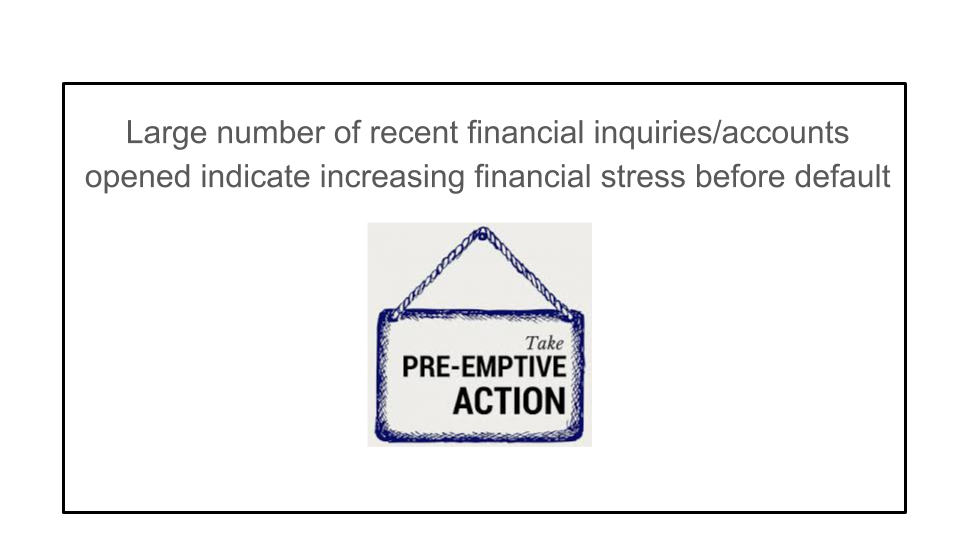 Large number of recent financial inquiries/accounts
opened indicate increasing financial stress before default
Take
PRE-EMPTIVE
ACTION